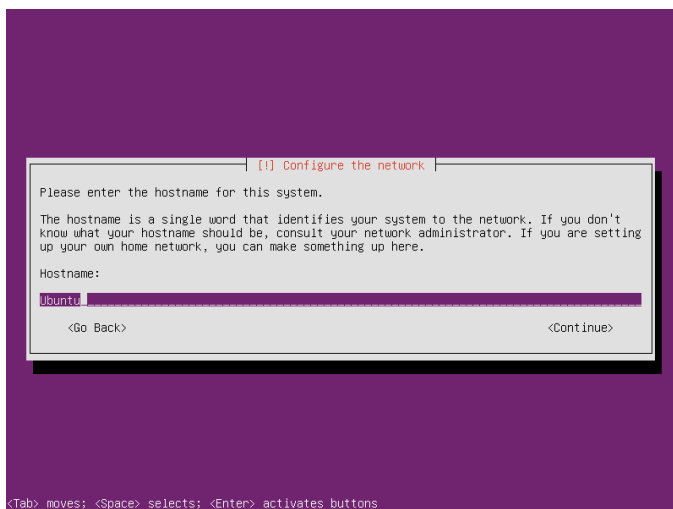 [!] Configure the network
Please enter the hostname for this system.
The hostname is a single word that identifies your system to the network. If you don't
know what your hostname should be, consult your network administrator. If you are setting
up your own home network, you can make something up here.
Hostname:
Ubuntu
<Go Back> <Continue>
<Tab> moves; <Space> selects; <Enter> activates buttons